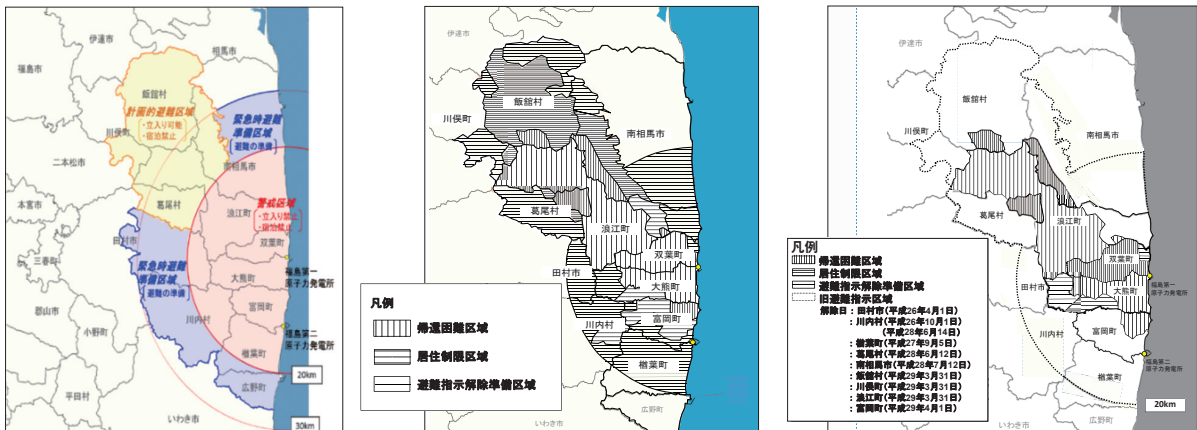 伊達市
相馬市
福島市
飯舘村
計画的避難区域
・立入り可能
・宿泊禁止
緊急時避難
準備区域
避難の準備
川俣町
二本松市
南相馬市
本宮市
葛尾村
浪江町
警戒区域
・立入り禁止
・宿泊禁止
田村市
双葉町
三春町
緊急時避難
準備区域
避難の準備
大熊町
福島第一
原子力発電所
郡山市
川内村
富岡町
小野町
福島第二
原子力発電所
楢葉町
20km
平田村
広野町
いわき市
30km
飯舘村
川俣町
南相馬市
葛尾村
浪江町
双葉町
田村市
大熊町
富岡町
川内村
楢葉町
広野町
いわき市
凡例
帰還困難区域
居住制限区域
避難指示解除準備区域
伊達市
飯舘村
川俣町
南相馬市
葛尾村
浪江町
双葉町
田村市
大熊町
福島第一
原子力発電所
川内村
富岡町
福島第二
原子力発電所
楢葉町
20km
広野町
いわき市
凡例
帰還困難区域
居住制限区域
避難指示解除準備区域
旧避難指示区域
解除日：田村市(平成26年4月1日)
：川内村(平成26年10月1日)
(平成28年6月14日)
：楢葉町(平成27年9月5日)
：葛尾村(平成28年6月12日)
：南相馬市(平成28年7月12日)
：飯舘村(平成29年3月31日)
：川俣町(平成29年3月31日)
：浪江町(平成29年3月31日)
：富岡町(平成29年4月1日)